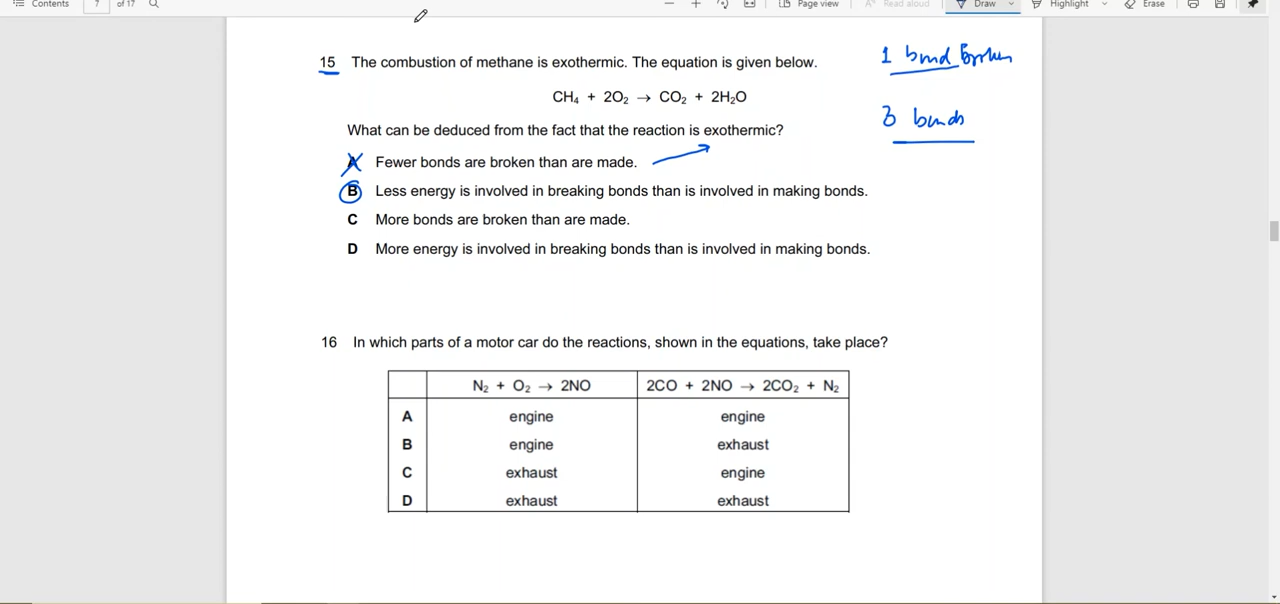 Contents 7 of 17 Page view Read aloud Draw Highlight Erase
15 The combustion of methane is exothermic. The equation is given below.
1 bond broken
CH₄ + 2O₂ → CO₂ + 2H₂O
3 bonds
What can be deduced from the fact that the reaction is exothermic?
A Fewer bonds are broken than are made.
B Less energy is involved in breaking bonds than is involved in making bonds.
C More bonds are broken than are made.
D More energy is involved in breaking bonds than is involved in making bonds.
16 In which parts of a motor car do the reactions, shown in the equations, take place?
N₂ + O₂ → 2NO 2CO + 2NO → 2CO₂ + N₂
A engine engine
B engine exhaust
C exhaust engine
D exhaust exhaust